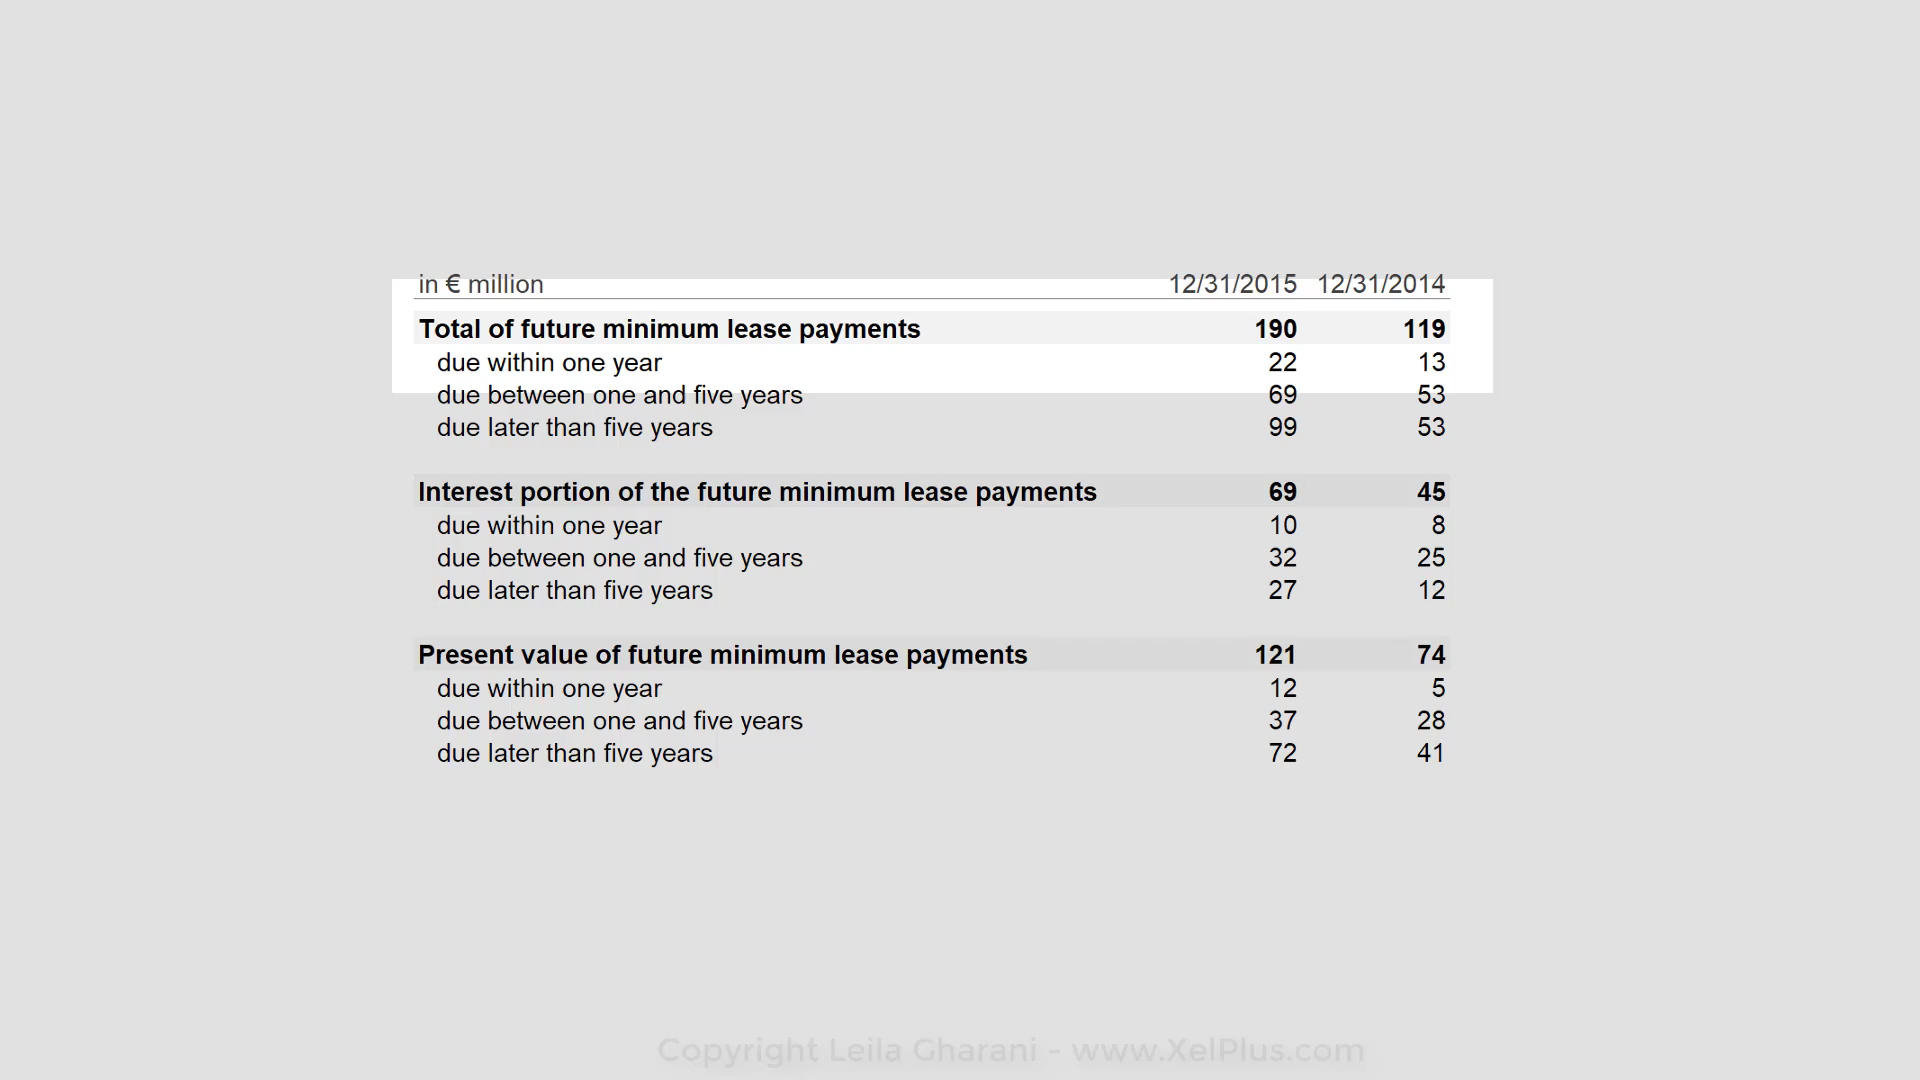 in € million 12/31/2015 12/31/2014
Total of future minimum lease payments 190 119
due within one year 22 13
due between one and five years 69 53
due later than five years 99 53
Interest portion of the future minimum lease payments 69 45
due within one year 10 8
due between one and five years 32 25
due later than five years 27 12
Present value of future minimum lease payments 121 74
due within one year 12 5
due between one and five years 37 28
due later than five years 72 41
Copyright Leila Gharani - www.XelPlus.com